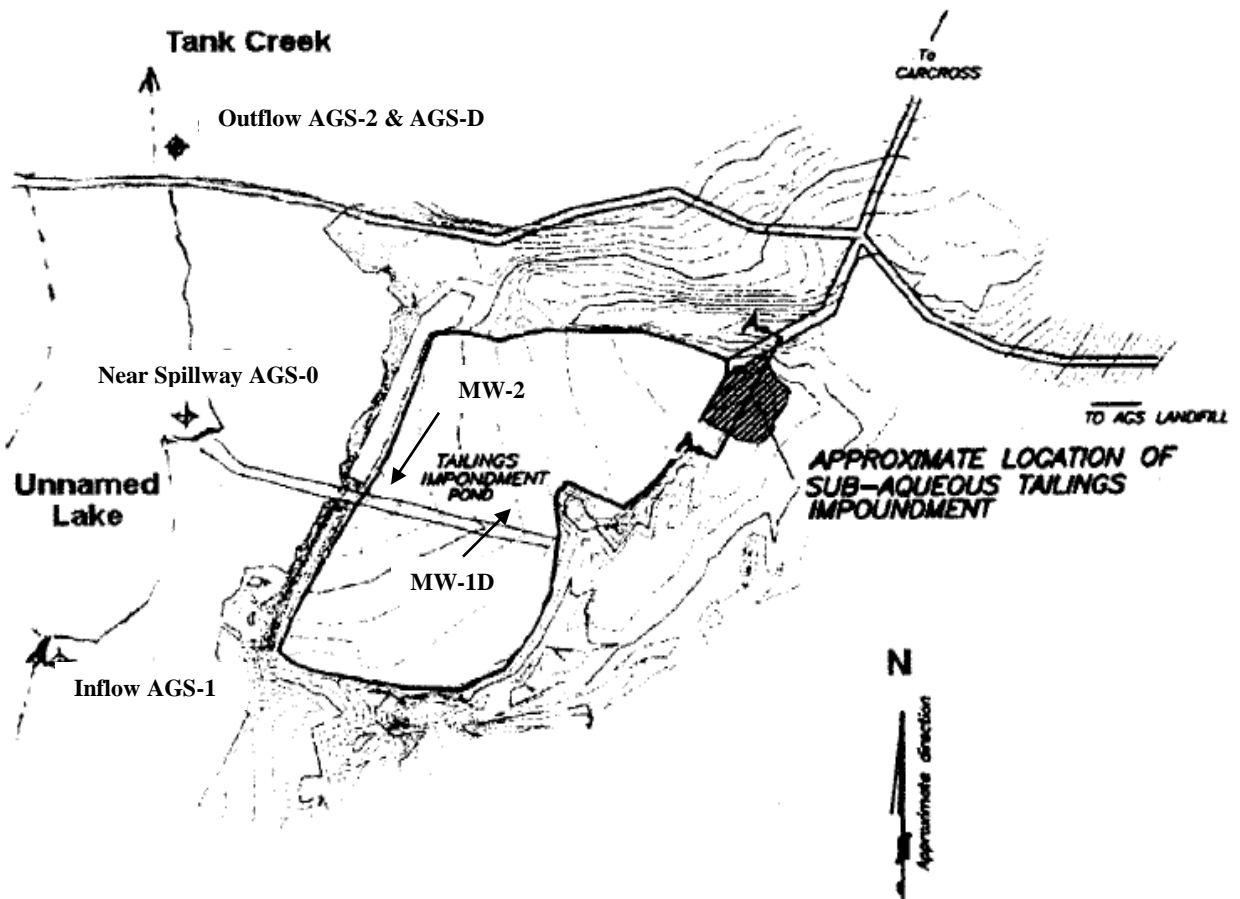 Tank Creek
To
CARCROSS
Outflow AGS-2 & AGS-D
Near Spillway AGS-0
MW-2
TO AGS LANDFILL
TAILINGS
IMPONDMENT
POND
APPROXIMATE LOCATION OF
SUB-AQUEOUS TAILINGS
IMPOUNDMENT
Unnamed
Lake
MW-1D
Inflow AGS-1
N
Approximate direction